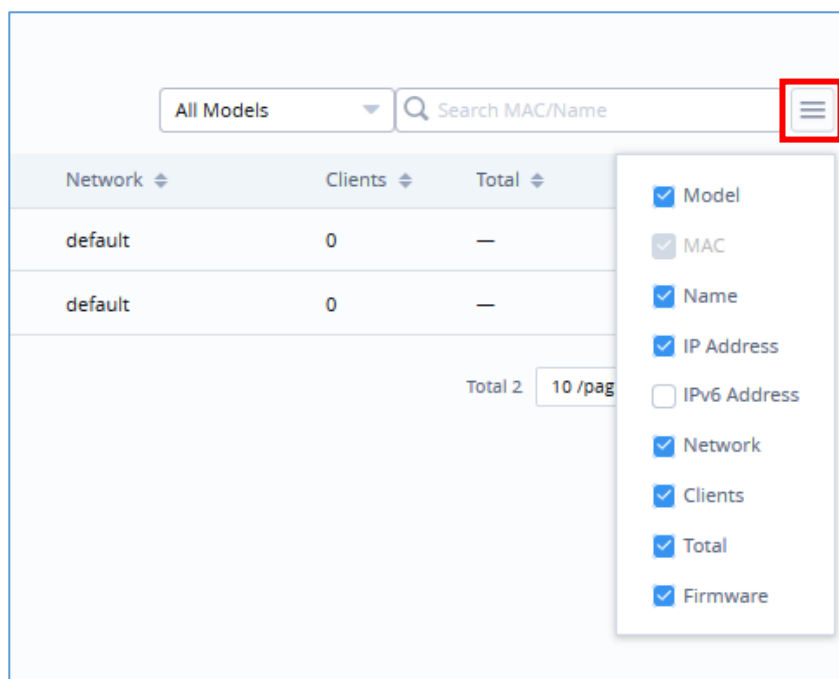 All Models Search MAC/Name
Network Clients Total
Model
default 0 —
MAC
Name
default 0 —
IP Address
Total 2 10 /pag
IPv6 Address
Network
Clients
Total
Firmware